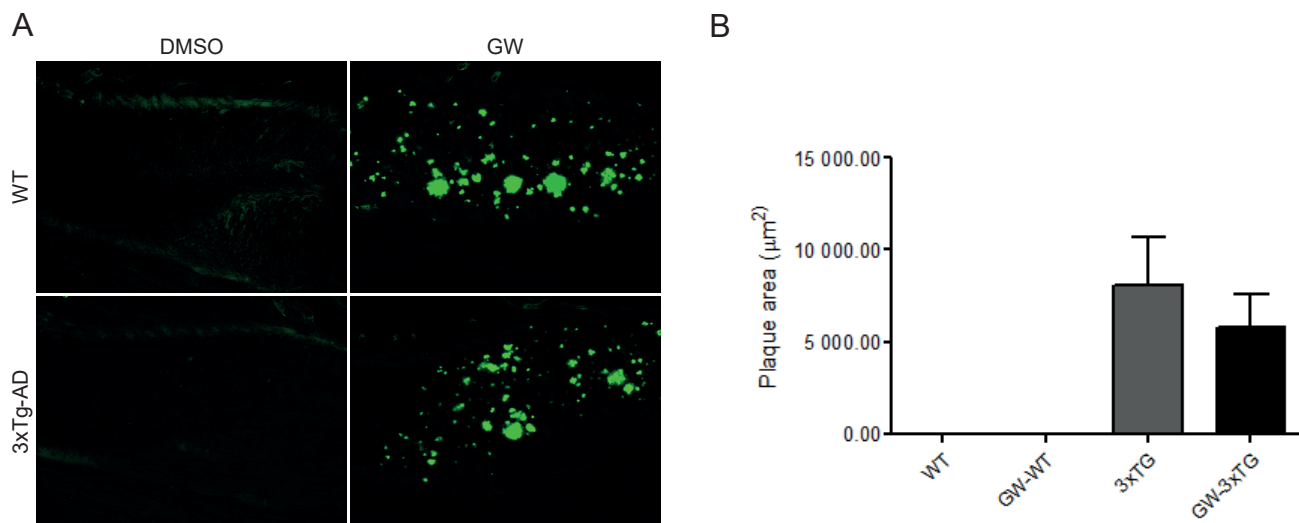 A
DMSO
GW
WT
3xTg-AD
B
Plaque area (μm²)
15 000.00
10 000.00
5 000.00
0.00
WT
GW-WT
3xTG
GW-3xTG